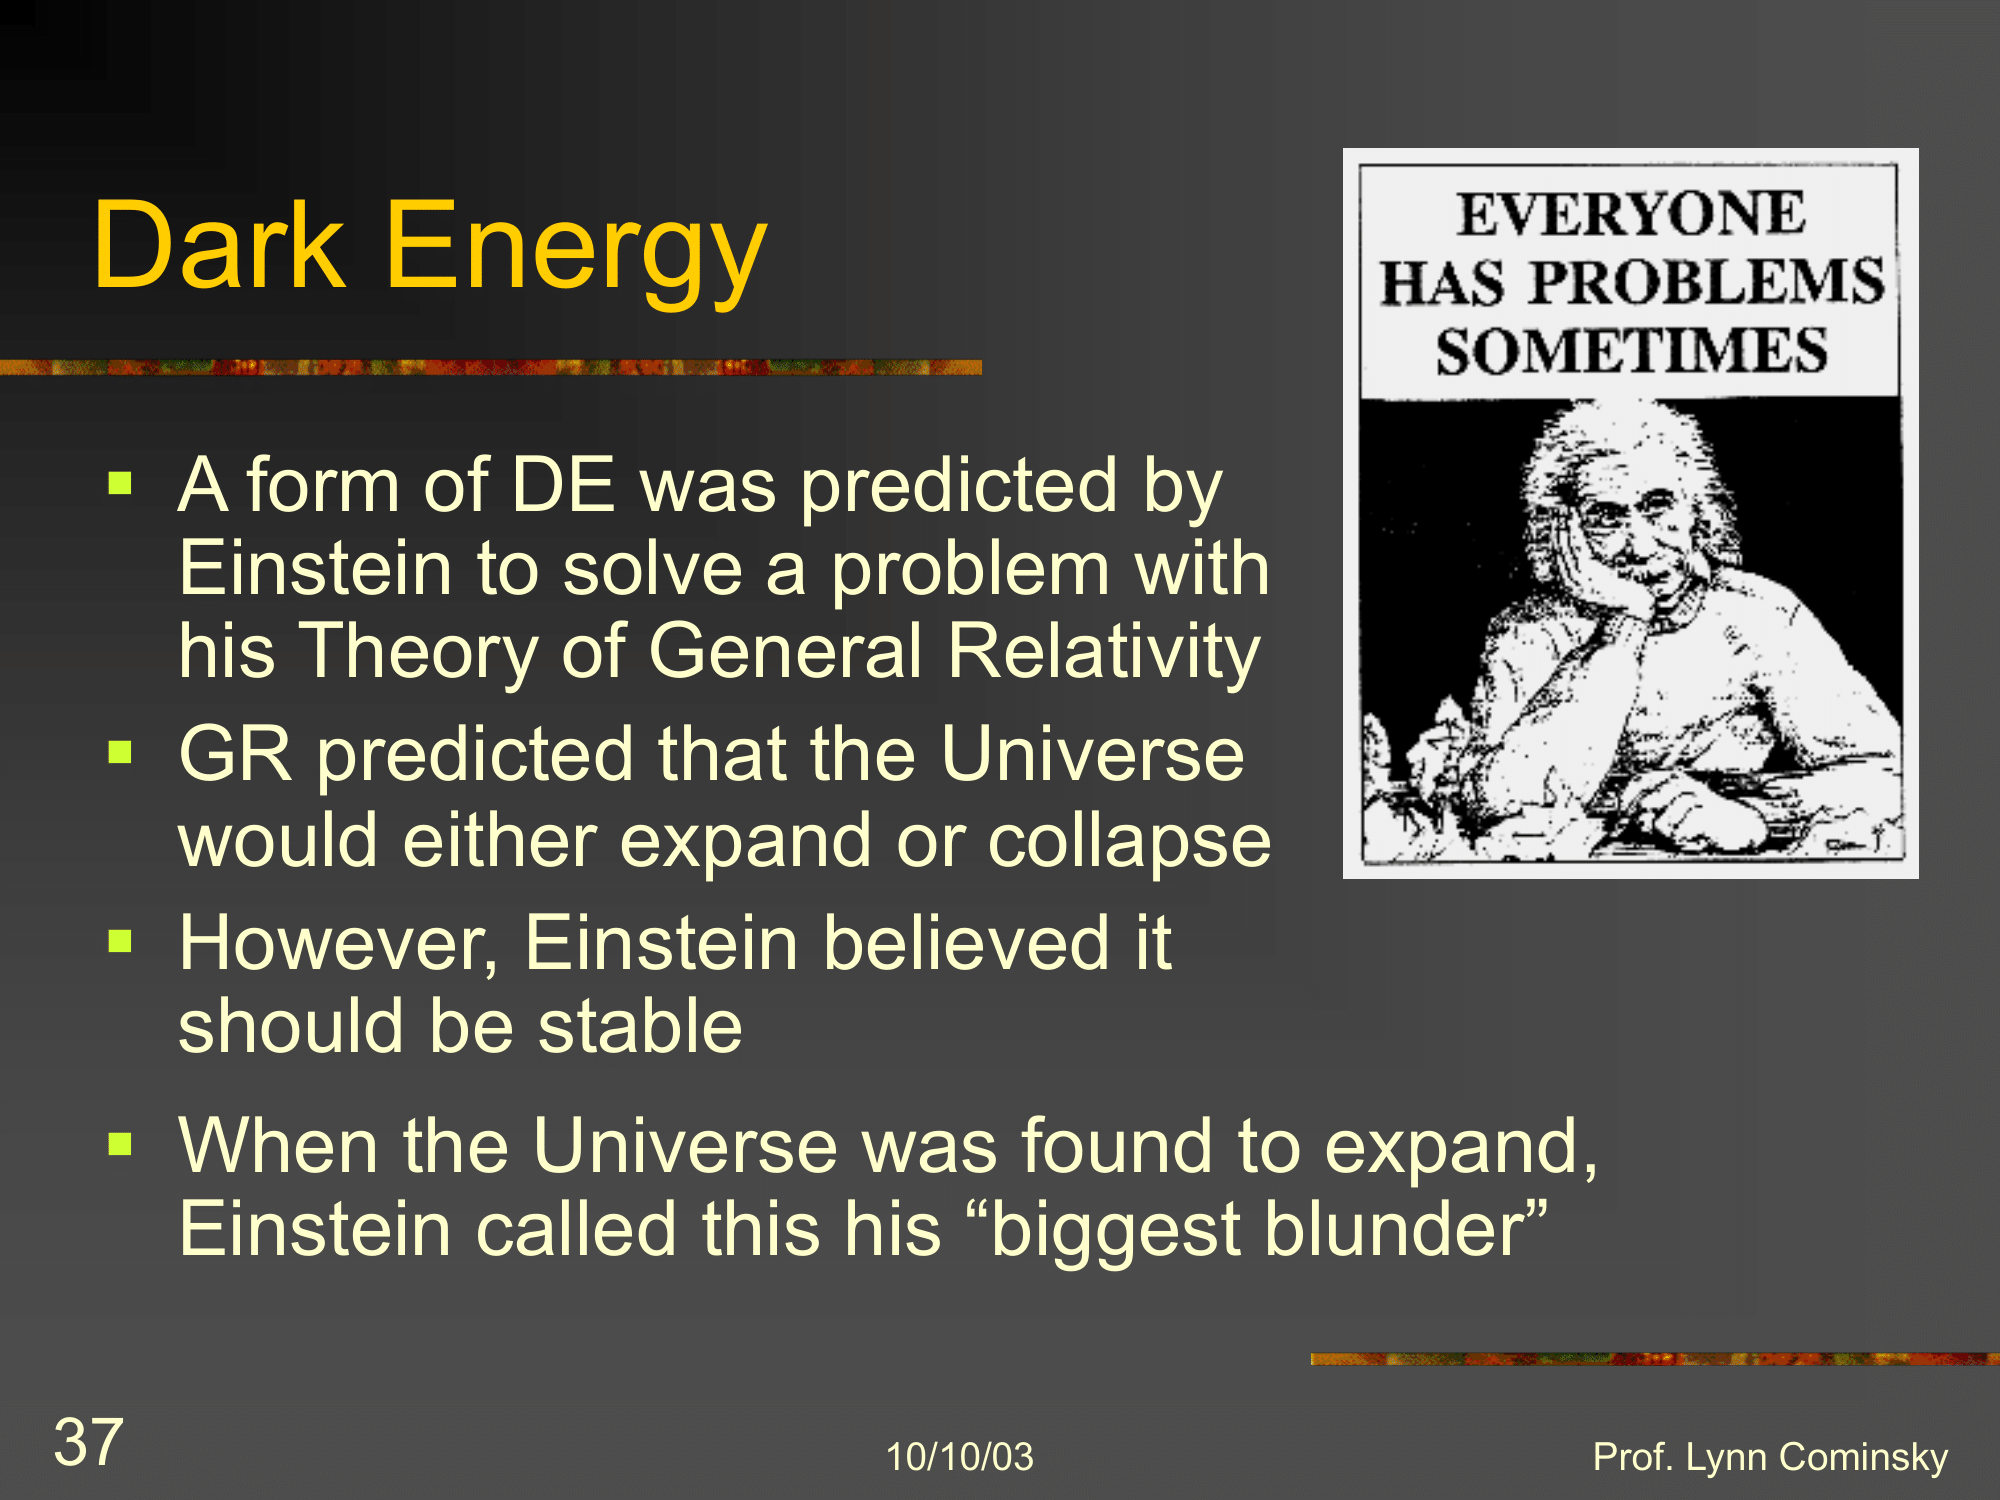 Dark Energy
EVERYONE
HAS PROBLEMS
SOMETIMES
▪ A form of DE was predicted by
Einstein to solve a problem with
his Theory of General Relativity
▪ GR predicted that the Universe
would either expand or collapse
▪ However, Einstein believed it
should be stable
▪ When the Universe was found to expand,
Einstein called this his “biggest blunder”
37
10/10/03
Prof. Lynn Cominsky